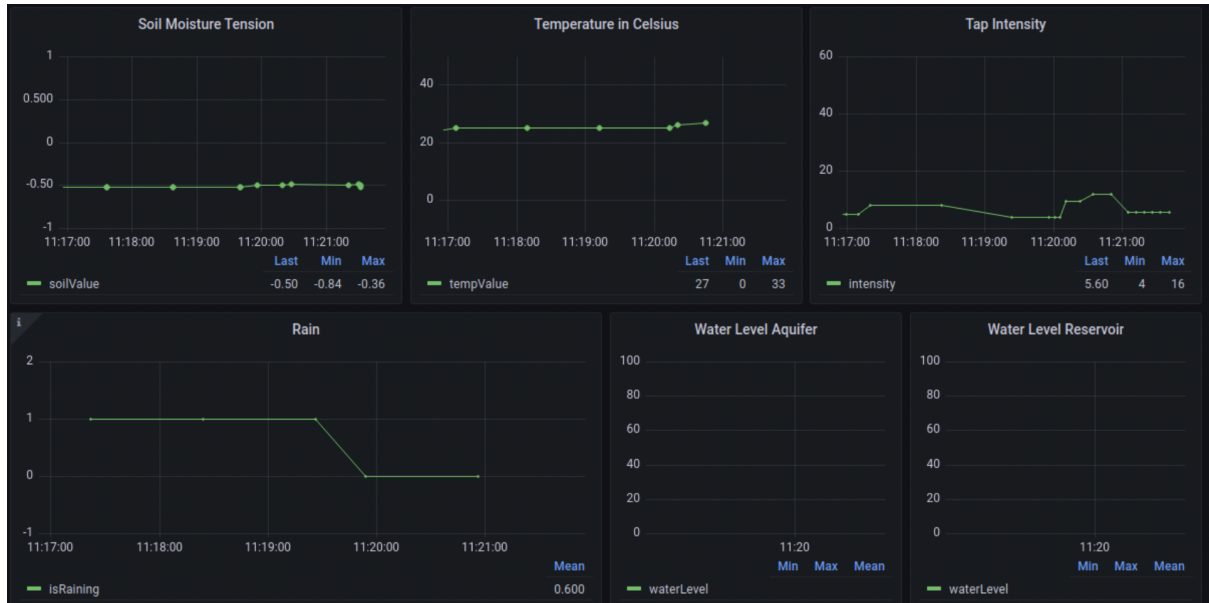 Soil Moisture Tension
1
0.500
0
-0.50
-1
11:17:00 11:18:00 11:19:00 11:20:00 11:21:00
Last Min Max
soilValue -0.50 -0.84 -0.36
Temperature in Celsius
40
20
0
11:17:00 11:18:00 11:19:00 11:20:00 11:21:00
Last Min Max
tempValue 27 0 33
Tap Intensity
60
40
20
0
11:17:00 11:18:00 11:19:00 11:20:00 11:21:00
Last Min Max
intensity 5.60 4 16
i
Rain
2
1
0
-1
11:17:00 11:18:00 11:19:00 11:20:00 11:21:00
Mean
isRaining 0.600
Water Level Aquifer
100
80
60
40
20
0
11:20
Min Max Mean
waterLevel
Water Level Reservoir
100
80
60
40
20
0
11:20
Min Max Mean
waterLevel